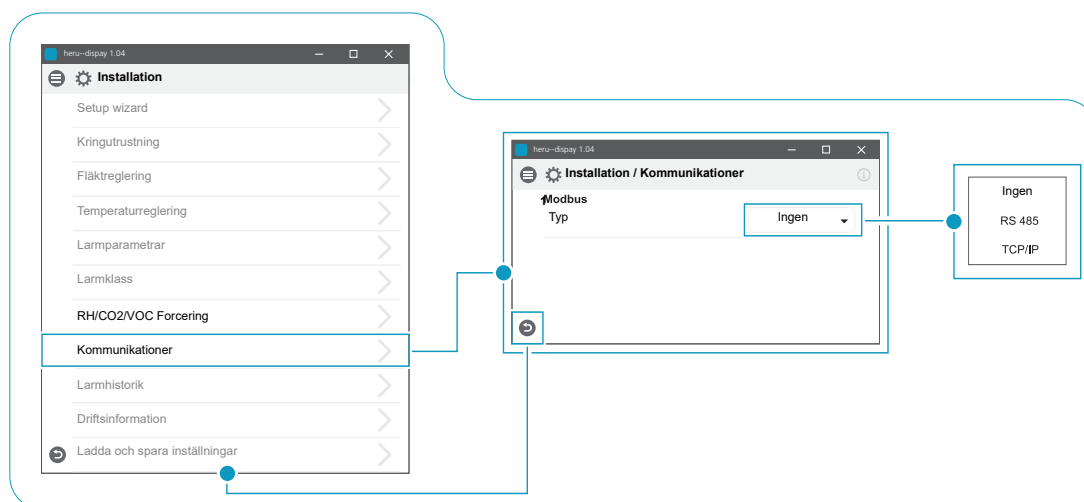 heru--dispay 1.04
Installation
Setup wizard
Kringutrustning
Fläktreglering
Temperaturreglering
Larmparametrar
Larmklass
RH/CO2/VOC Forcering
Kommunikationer
Larmhistorik
Driftsinformation
Ladda och spara inställningar
heru--dispay 1.04
Installation / Kommunikationer
1Modbus
Typ Ingen
Ingen
RS 485
TCP/IP